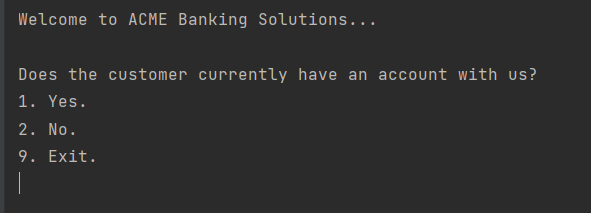 Welcome to ACME Banking Solutions...
Does the customer currently have an account with us?
1. Yes.
2. No.
9. Exit.